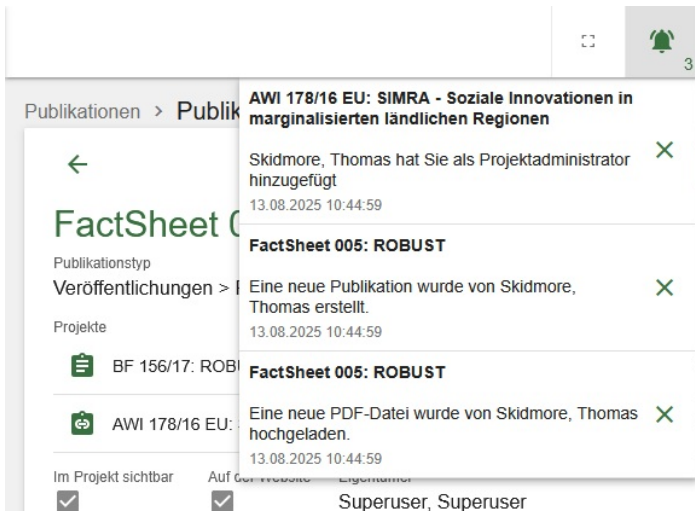 3
Publikationen > Publik
AWI 178/16 EU: SIMRA - Soziale Innovationen in
marginalisierten ländlichen Regionen
Skidmore, Thomas hat Sie als Projektadministrator
hinzugefügt
13.08.2025 10:44:59
FactSheet 005: ROBUST
Eine neue Publikation wurde von Skidmore,
Thomas erstellt.
13.08.2025 10:44:59
FactSheet 005: ROBUST
Eine neue PDF-Datei wurde von Skidmore, Thomas
hochgeladen.
13.08.2025 10:44:59
FactSheet
Publikationstyp
Veröffentlichungen >
Projekte
BF 156/17: ROB
AWI 178/16 EU:
Im Projekt sichtbar
Auf der Website
Eigentümer
Superuser, Superuser